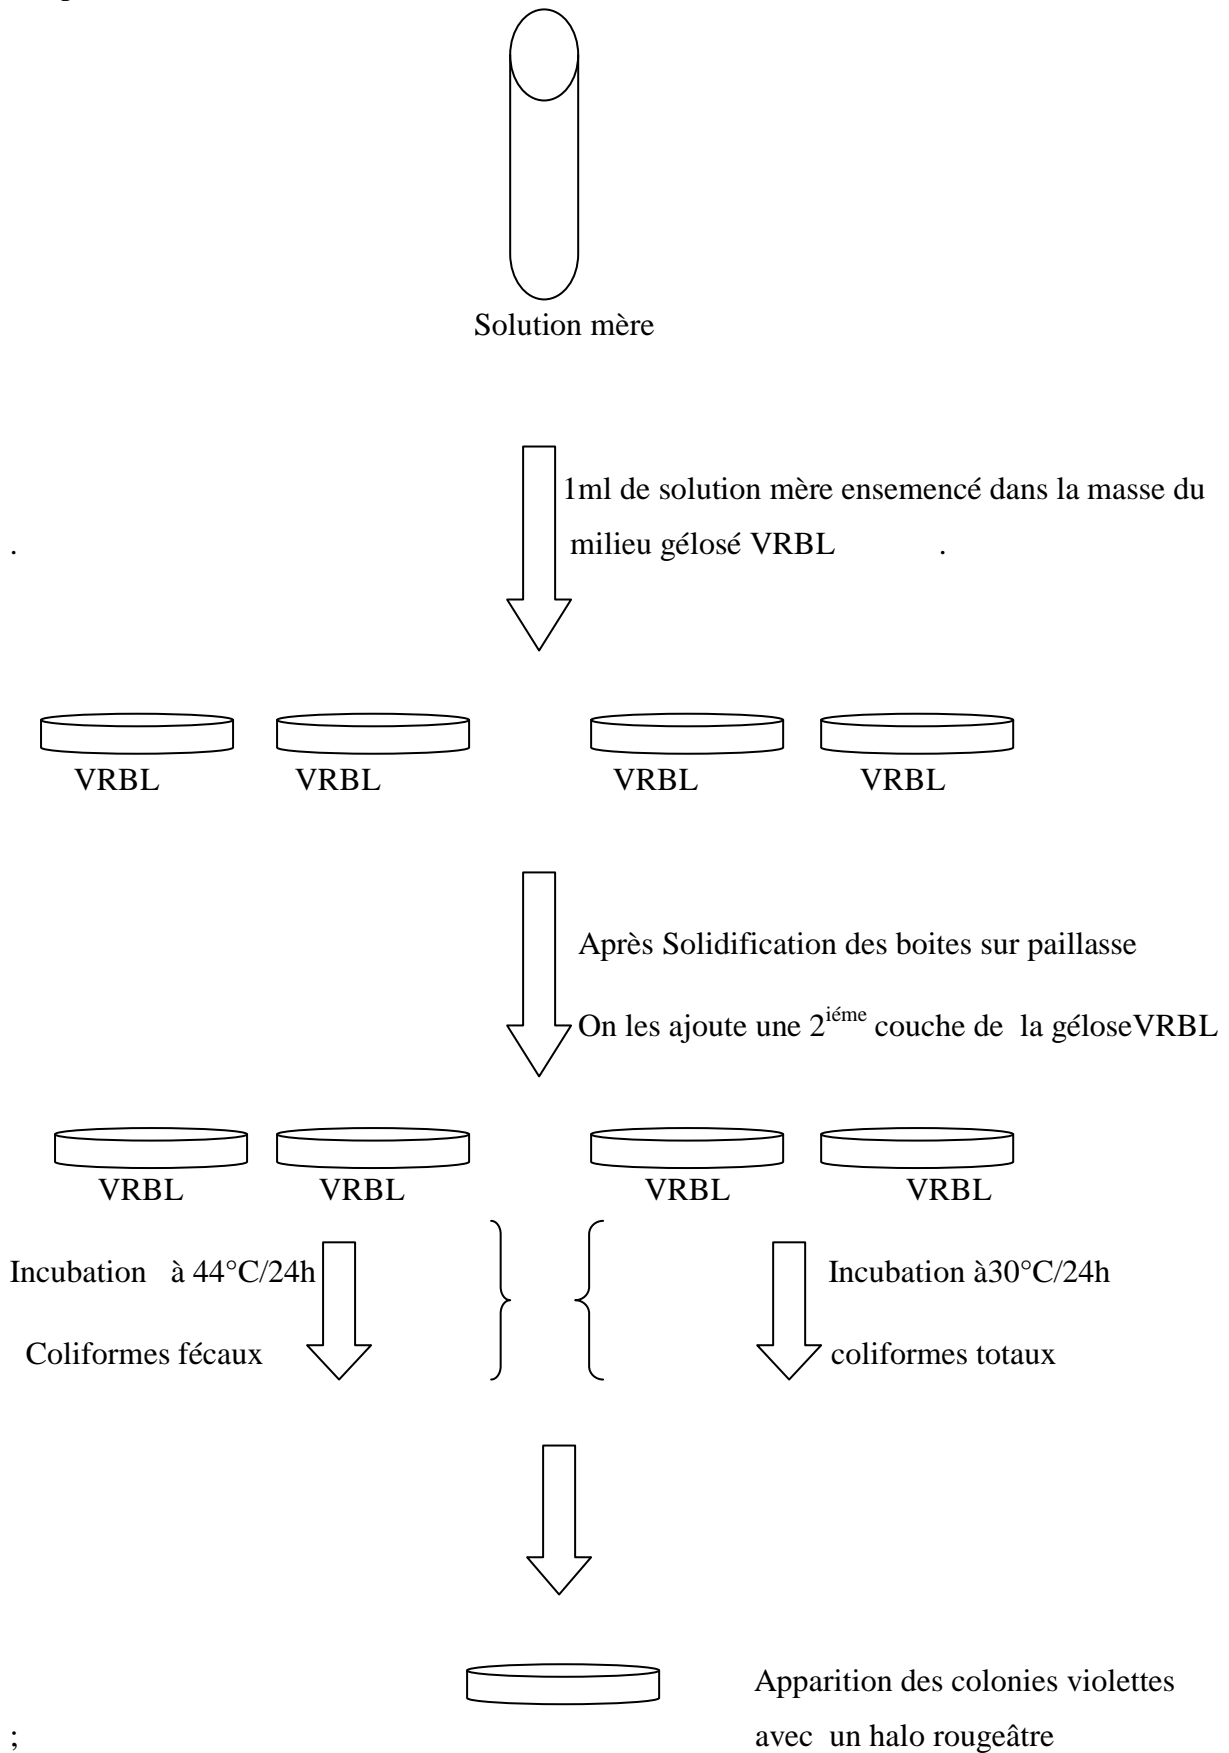 Solution mère
1ml de solution mère ensemencé dans la masse du
. milieu gélosé VRBL .
VRBL VRBL VRBL VRBL
Après Solidification des boites sur paillasse
On les ajoute une 2iéme couche de la géloseVRBL
VRBL VRBL VRBL VRBL
Incubation à 44°C/24h Incubation à30°C/24h
Coliformes fécaux coliformes totaux
Apparition des colonies violettes
; avec un halo rougeâtre